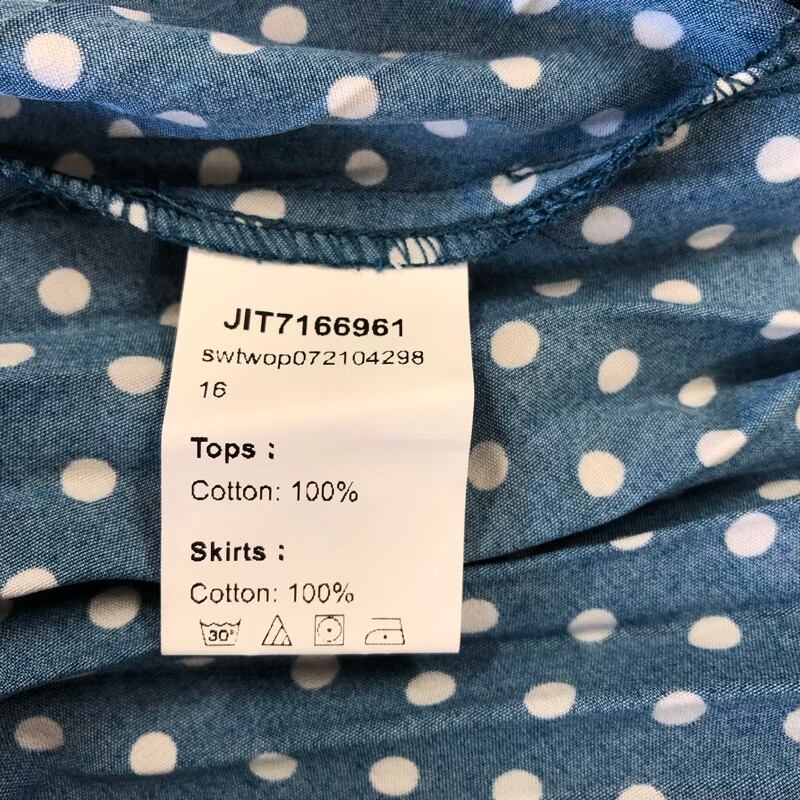 JIT7166961
swtwop072104298
16
Tops :
Cotton: 100%
Skirts :
Cotton: 100%
30°